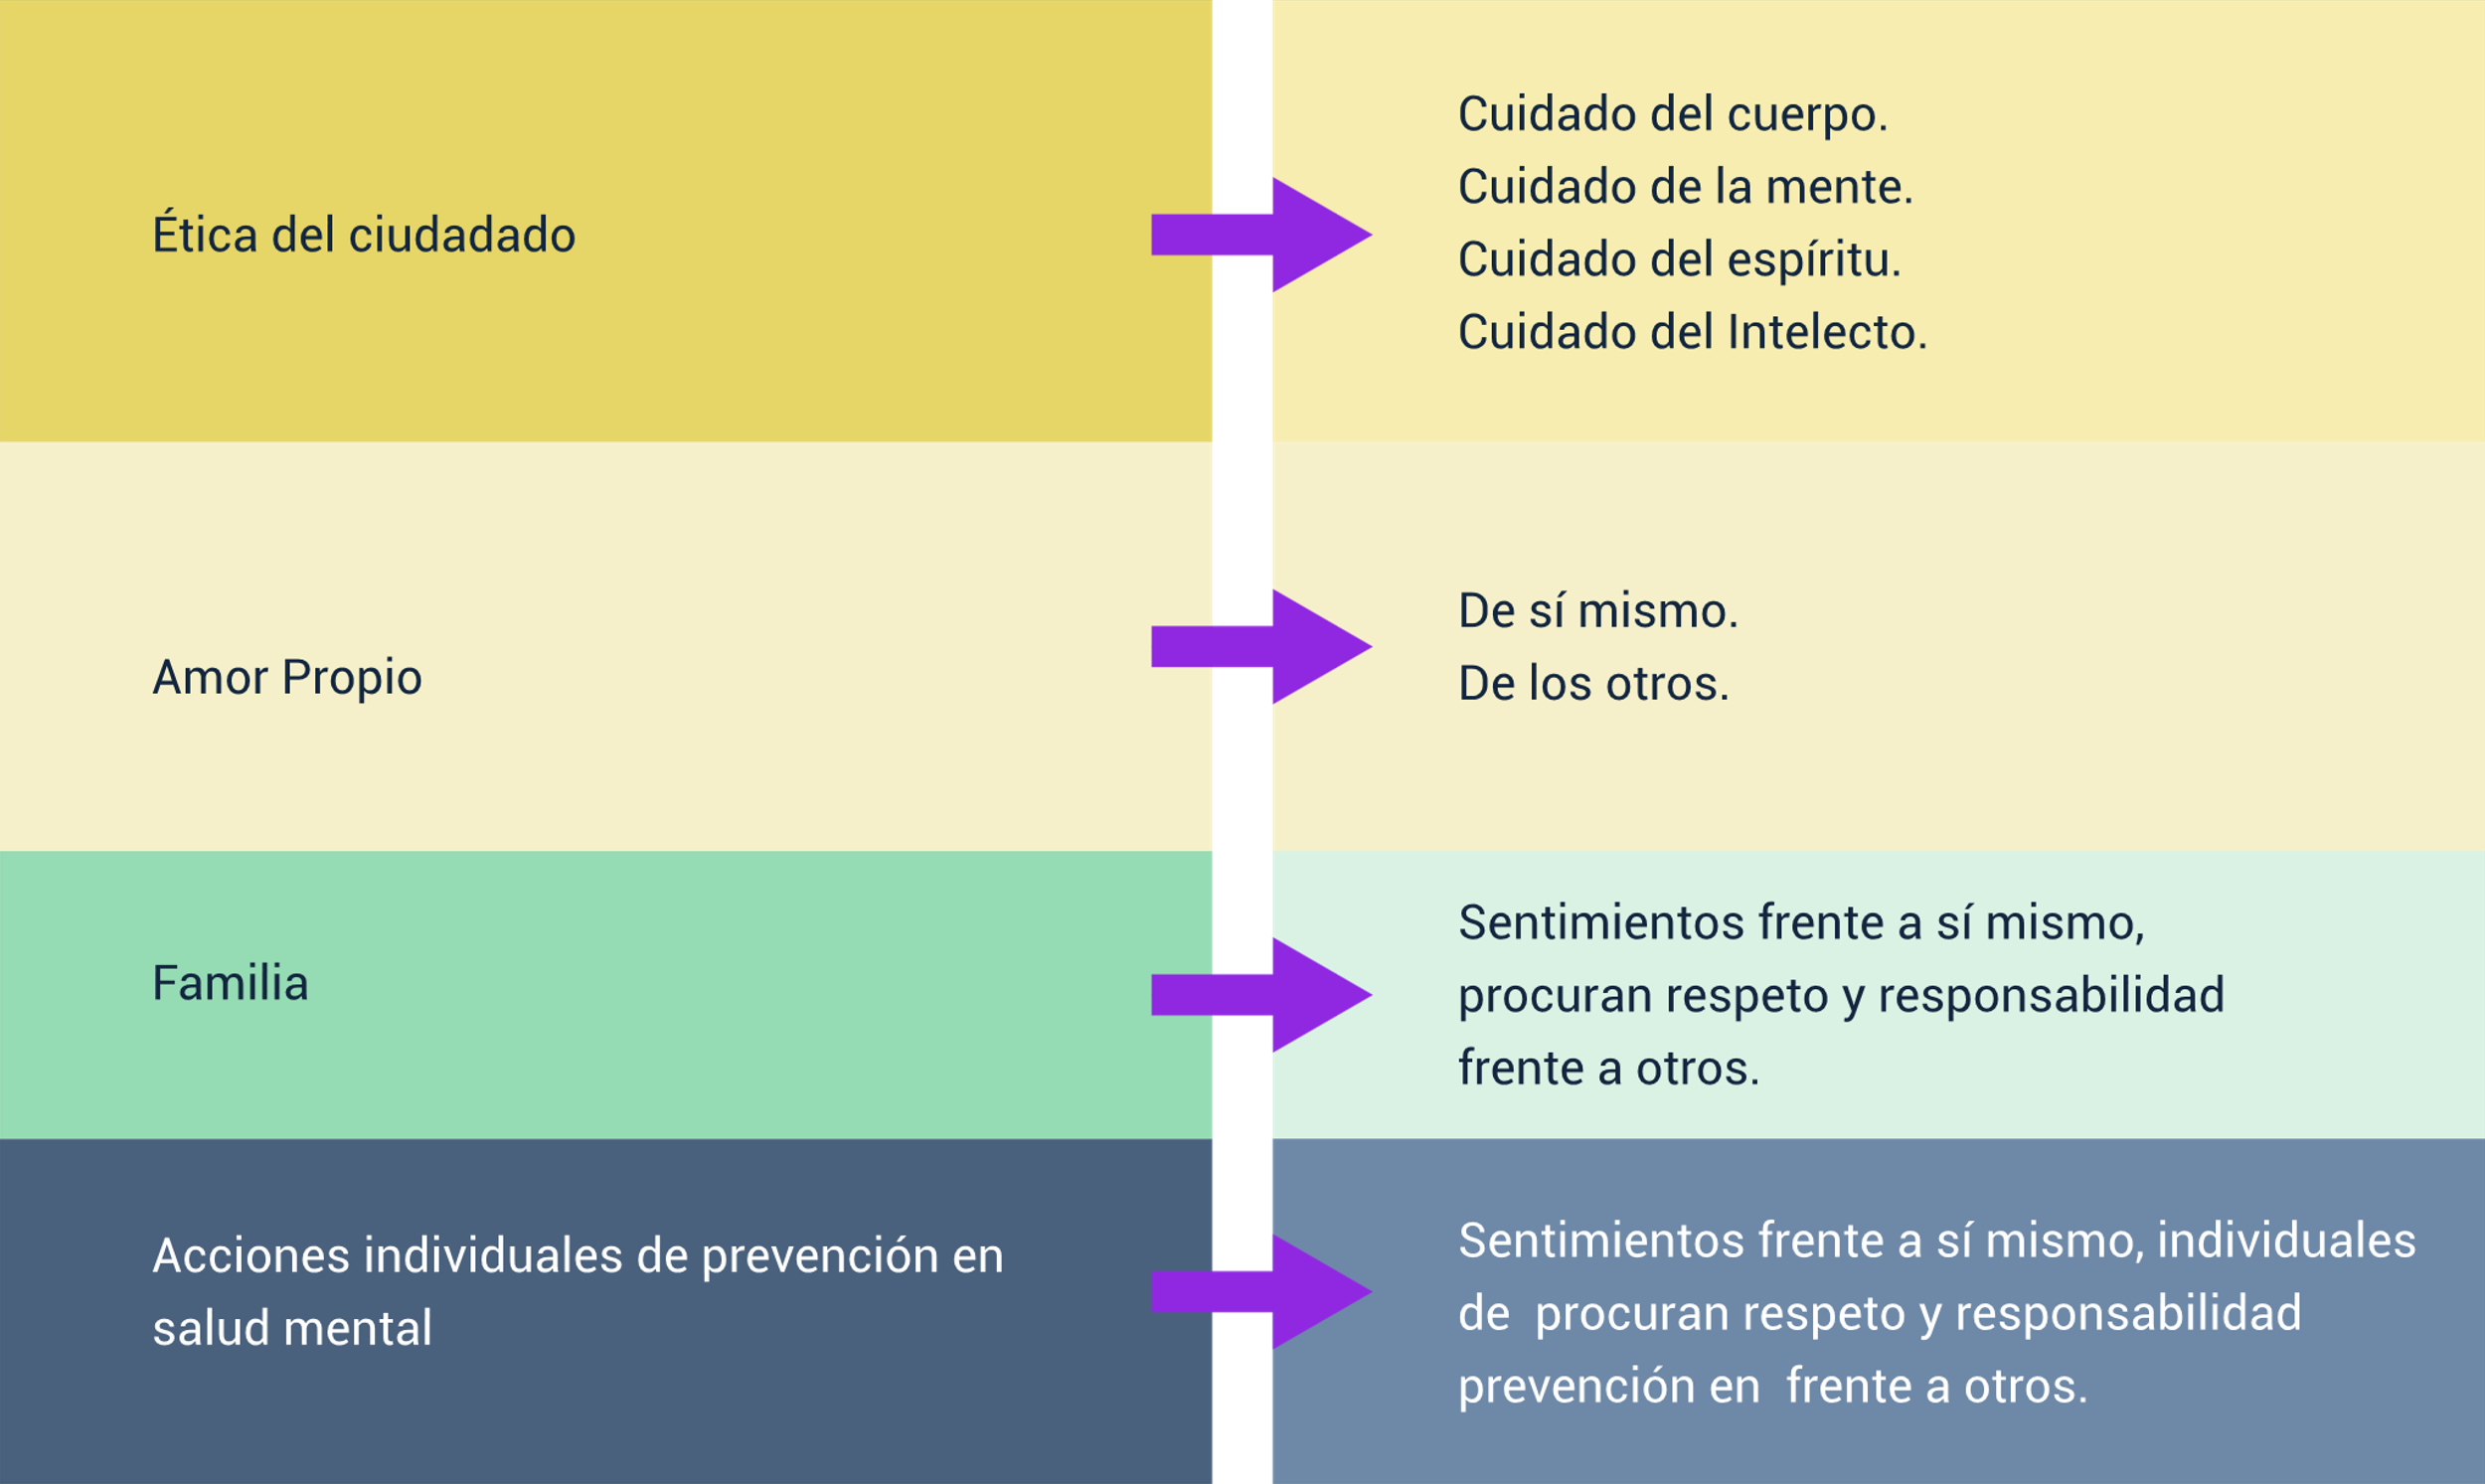 Ética del ciudadado
Cuidado del cuerpo.
Cuidado de la mente.
Cuidado del espíritu.
Cuidado del Intelecto.
Amor Propio
De sí mismo.
De los otros.
Familia
Sentimientos frente a sí mismo,
procuran respeto y responsabilidad
frente a otros.
Acciones individuales de prevención en
salud mental
Sentimientos frente a sí mismo, individuales
de  procuran respeto y responsabilidad
prevención en  frente a otros.